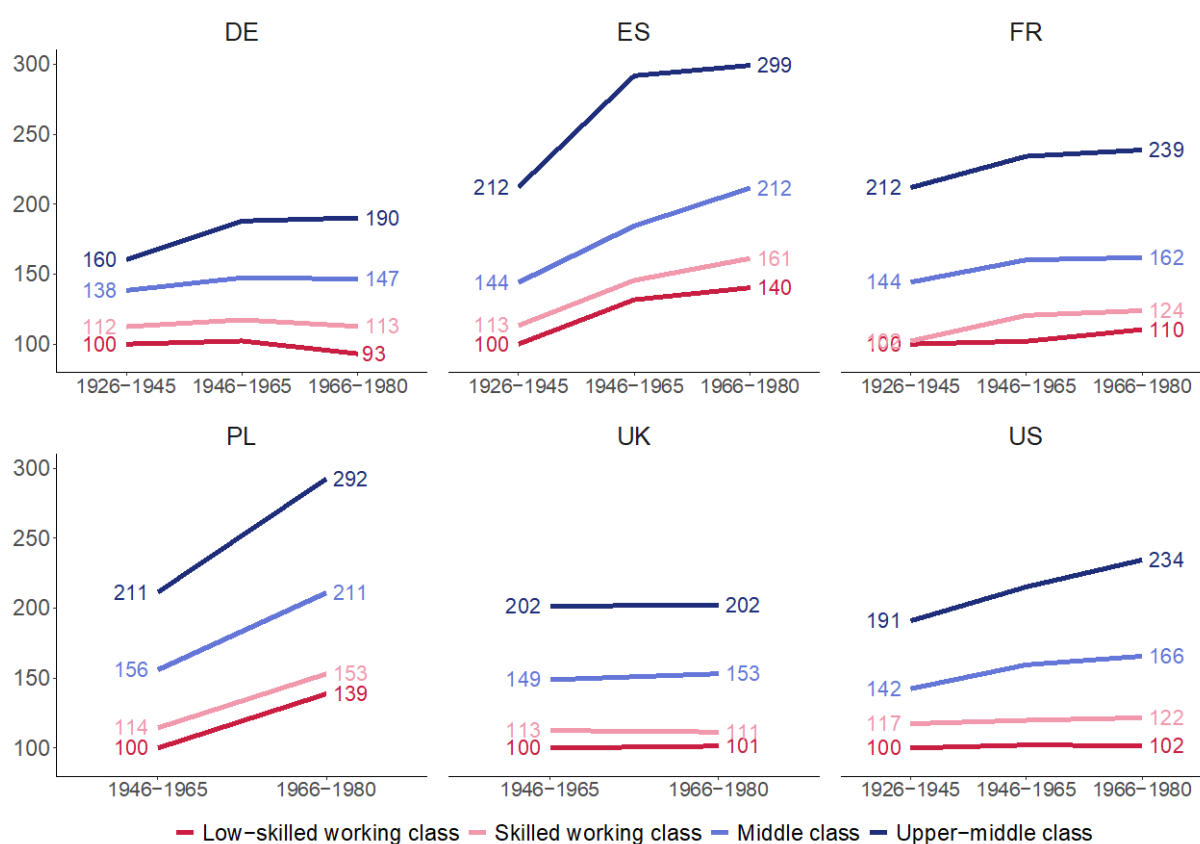 DE ES FR
300
299
250
239
212 212 212
200
190
160 161 162
150
138 147 144 140 144
112 113 113 124
100 100 110
100 93
1926−1945 1946−1965 1966−1980 1926−1945 1946−1965 1966−1980 1926−1945 1946−1965 1966−1980
PL UK US
300
292
250
234
211 211 202 202 191
200
156 149 153 166
150 153 142
139
114 113 111 117 122
100 100 100 101 100 102
1946−1965 1966−1980 1946−1965 1966−1980 1926−1945 1946−1965 1966−1980
Low−skilled working class Skilled working class Middle class Upper−middle class